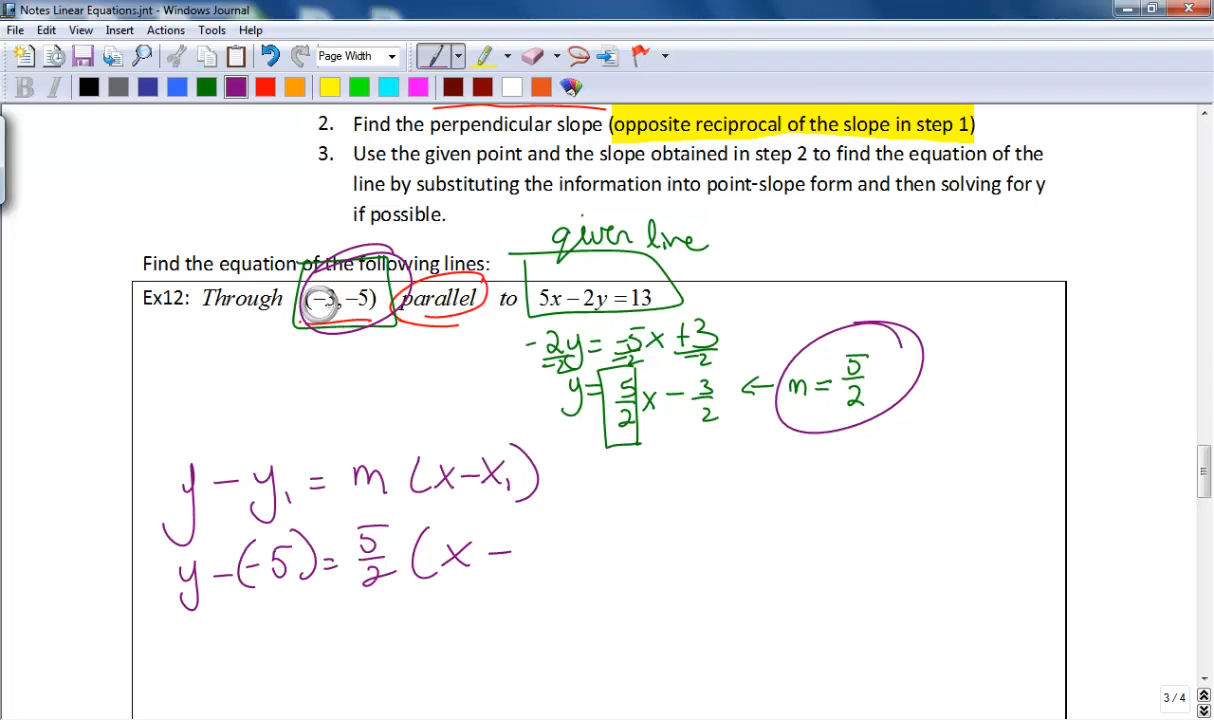 Notes Linear Equations.jnt - Windows Journal
File Edit View Insert Actions Tools Help
Page Width
B I
2. Find the perpendicular slope (opposite reciprocal of the slope in step 1)
3. Use the given point and the slope obtained in step 2 to find the equation of the
line by substituting the information into point-slope form and then solving for y
if possible.
given line
Find the equation of the following lines:
Ex12: Through (−3, −5) parallel to 5x − 2y = 13
-2y = -5x +3
-2 -2 -2
y = 5/2 x - 3/2 ← m = 5/2
y - y₁ = m (x - x₁)
y - (-5) = 5/2 (x -
3 / 4